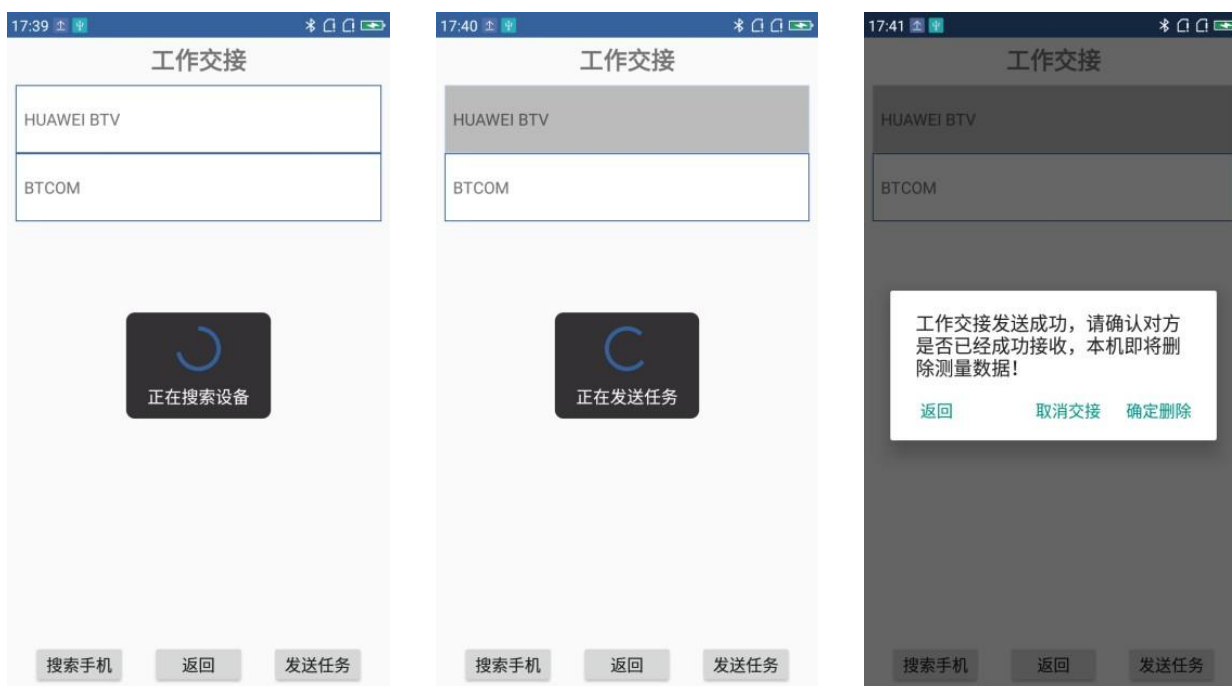 17:39
工作交接
HUAWEI BTV
BTCOM
正在搜索设备
搜索手机 返回 发送任务
17:40
工作交接
HUAWEI BTV
BTCOM
正在发送任务
搜索手机 返回 发送任务
17:41
工作交接
HUAWEI BTV
BTCOM
工作交接发送成功，请确认对方
是否已经成功接收，本机即将删
除测量数据！
返回 取消交接 确定删除
搜索手机 返回 发送任务